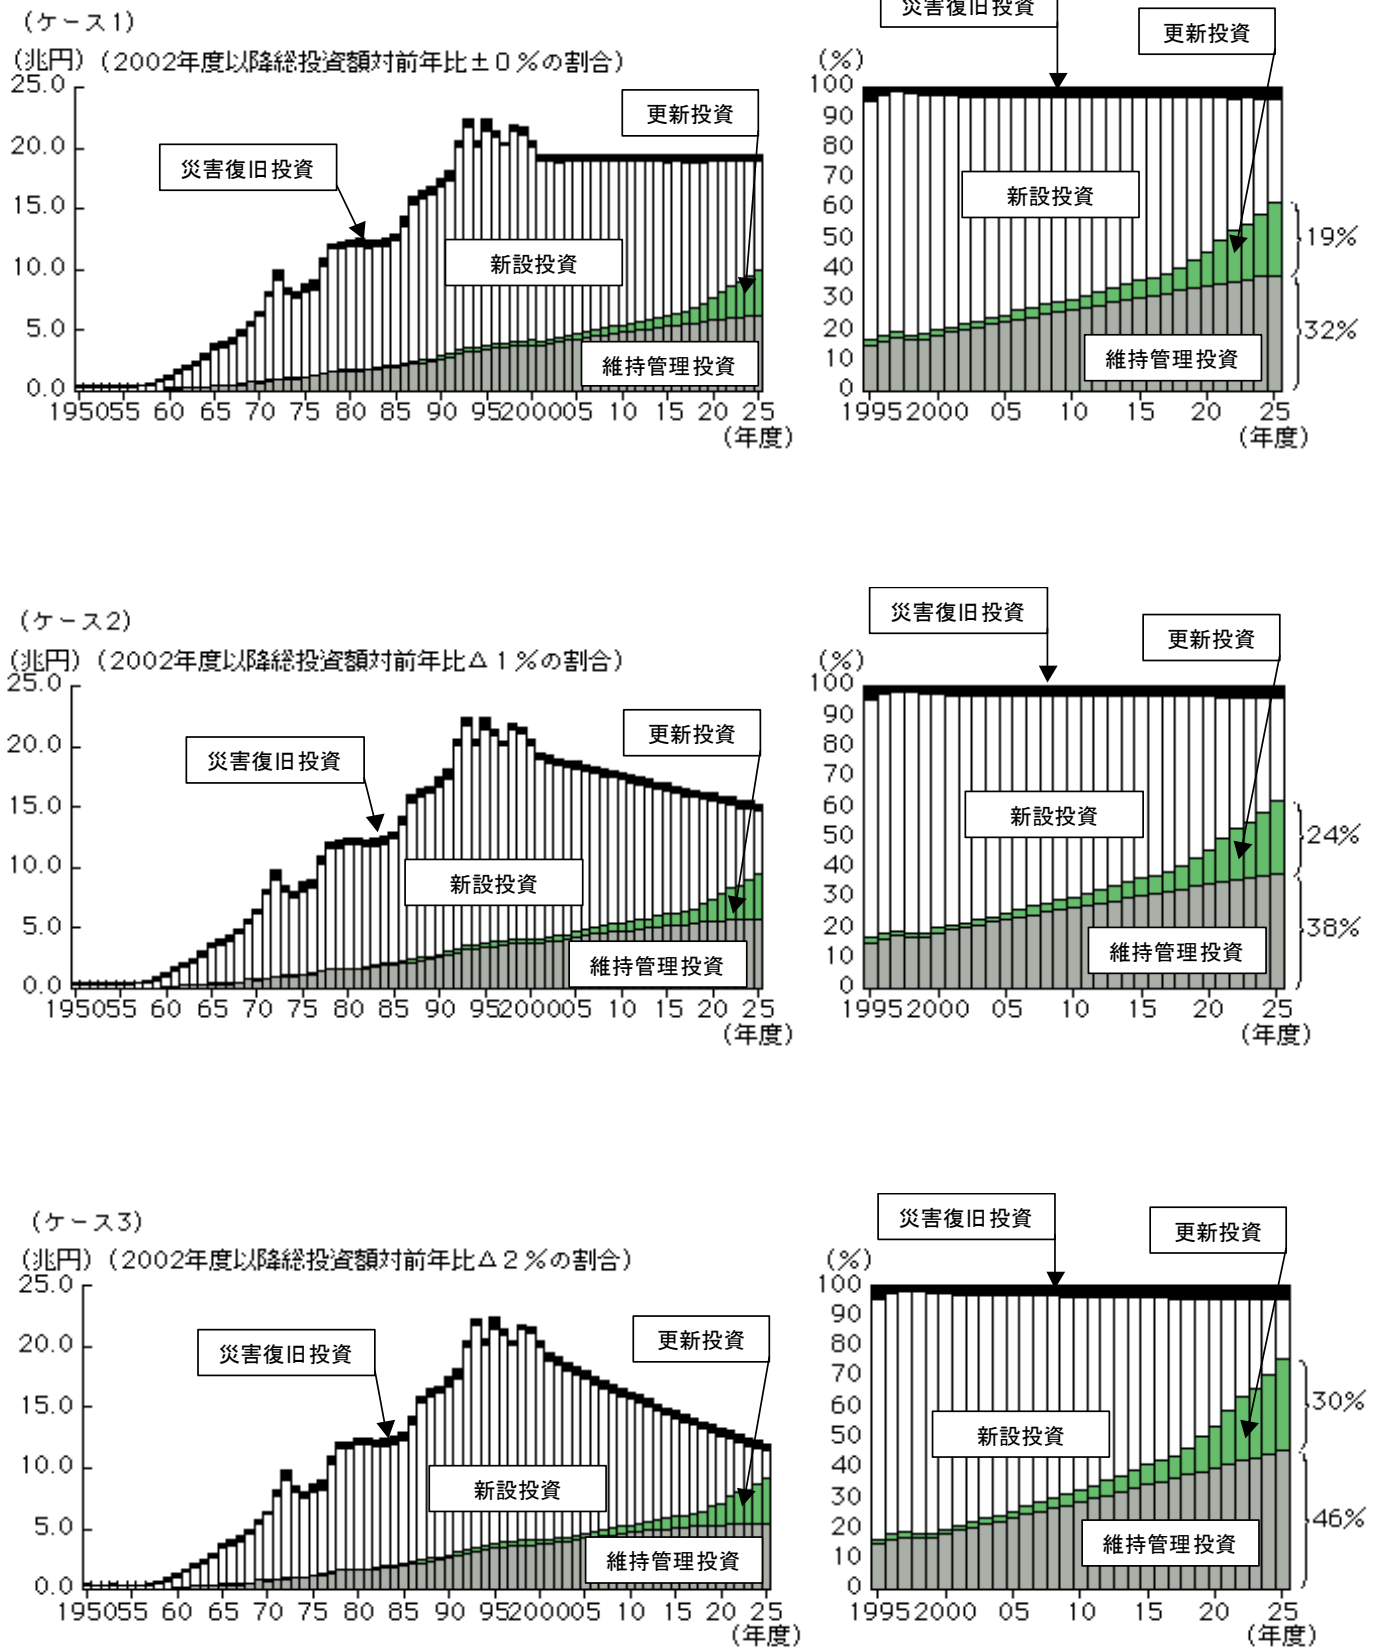 (ケース1)
(兆円)(2002年度以降総投資額対前年比±0%の割合)
25.0
20.0
15.0
10.0
5.0
0.0
災害復旧投資
更新投資
新設投資
維持管理投資
195055 60 65 70 75 80 85 90 95200005 10 15 20 25
(年度)
災害復旧投資
更新投資
(%)
100
90
80
70
60
50
40
30
20
10
0
新設投資
維持管理投資
19%
32%
19952000 05 10 15 20 25
(年度)
(ケース2)
(兆円)(2002年度以降総投資額対前年比△1%の割合)
25.0
20.0
15.0
10.0
5.0
0.0
災害復旧投資
更新投資
新設投資
維持管理投資
195055 60 65 70 75 80 85 90 95200005 10 15 20 25
(年度)
災害復旧投資
更新投資
(%)
100
90
80
70
60
50
40
30
20
10
0
新設投資
維持管理投資
24%
38%
19952000 05 10 15 20 25
(年度)
(ケース3)
(兆円)(2002年度以降総投資額対前年比△2%の割合)
25.0
20.0
15.0
10.0
5.0
0.0
災害復旧投資
更新投資
新設投資
維持管理投資
195055 60 65 70 75 80 85 90 95200005 10 15 20 25
(年度)
災害復旧投資
更新投資
(%)
100
90
80
70
60
50
40
30
20
10
0
新設投資
維持管理投資
30%
46%
19952000 05 10 15 20 25
(年度)